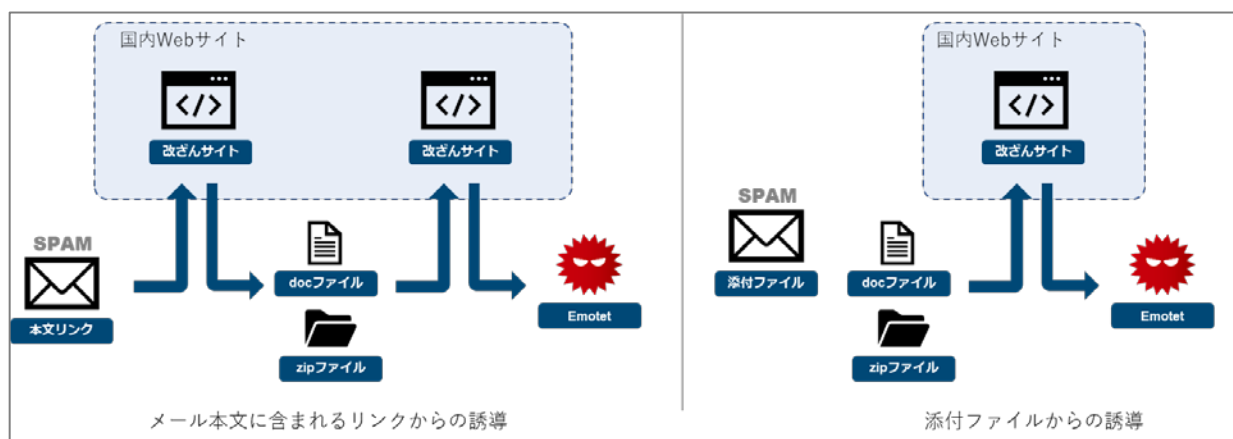 国内Webサイト
</>
改ざんサイト
</>
改ざんサイト
SPAM
本文リンク
docファイル
zipファイル
Emotet
メール本文に含まれるリンクからの誘導
国内Webサイト
</>
改ざんサイト
SPAM
添付ファイル
docファイル
zipファイル
Emotet
添付ファイルからの誘導